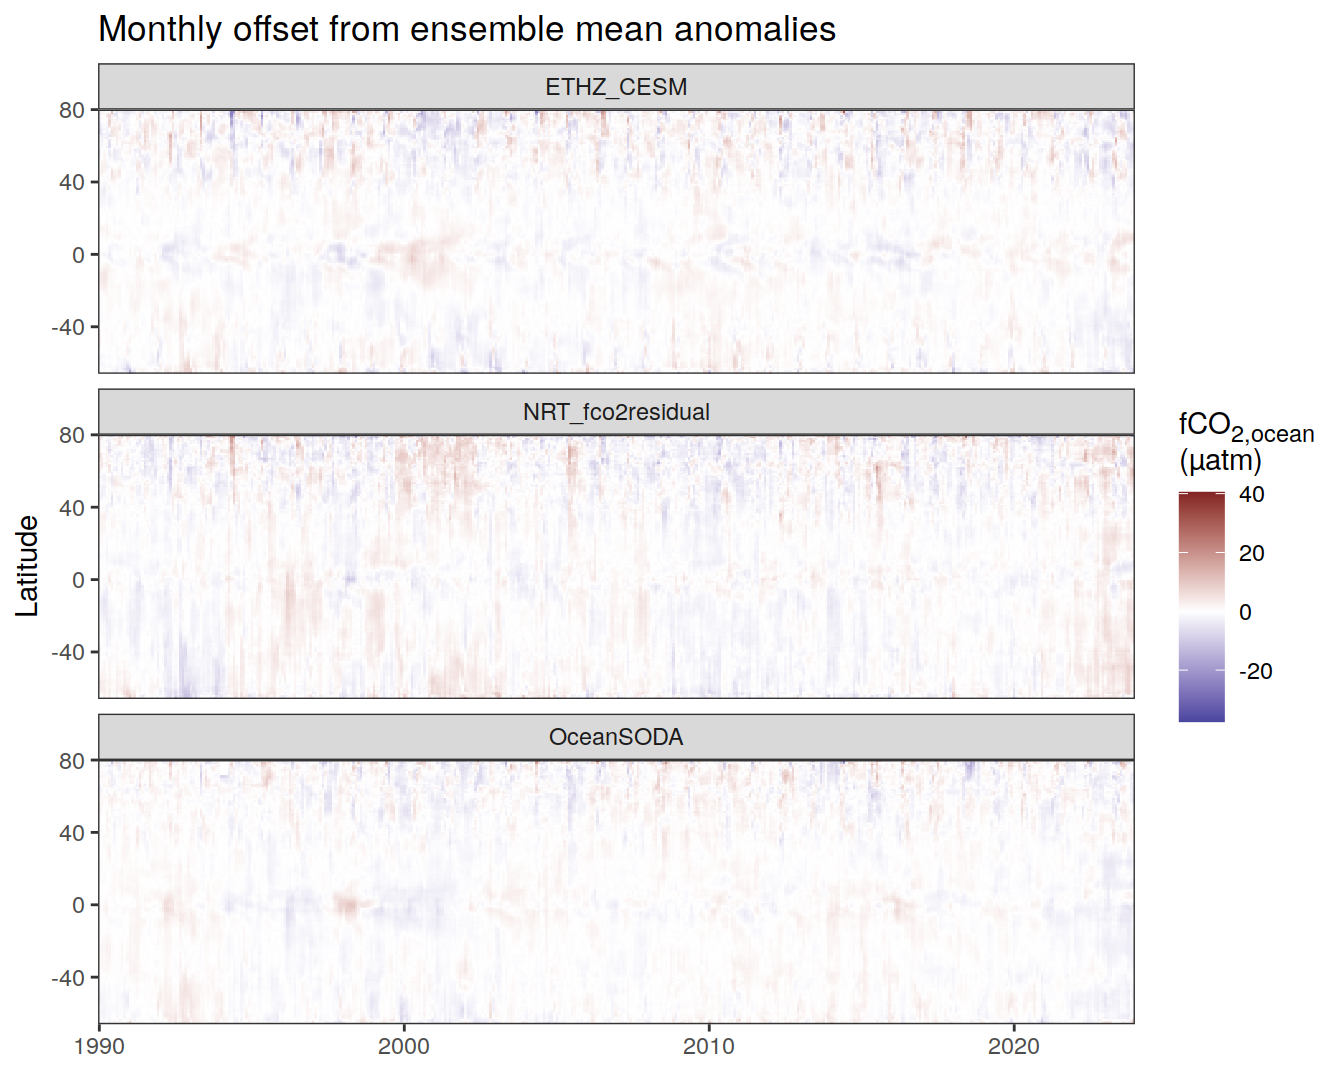 Monthly offset from ensemble mean anomalies
ETHZ_CESM
80
40
0
-40
NRT_fco2residual
80
40
0
-40
OceanSODA
80
40
0
-40
1990 2000 2010 2020
Latitude
fCO2,ocean
(µatm)
40
20
0
-20